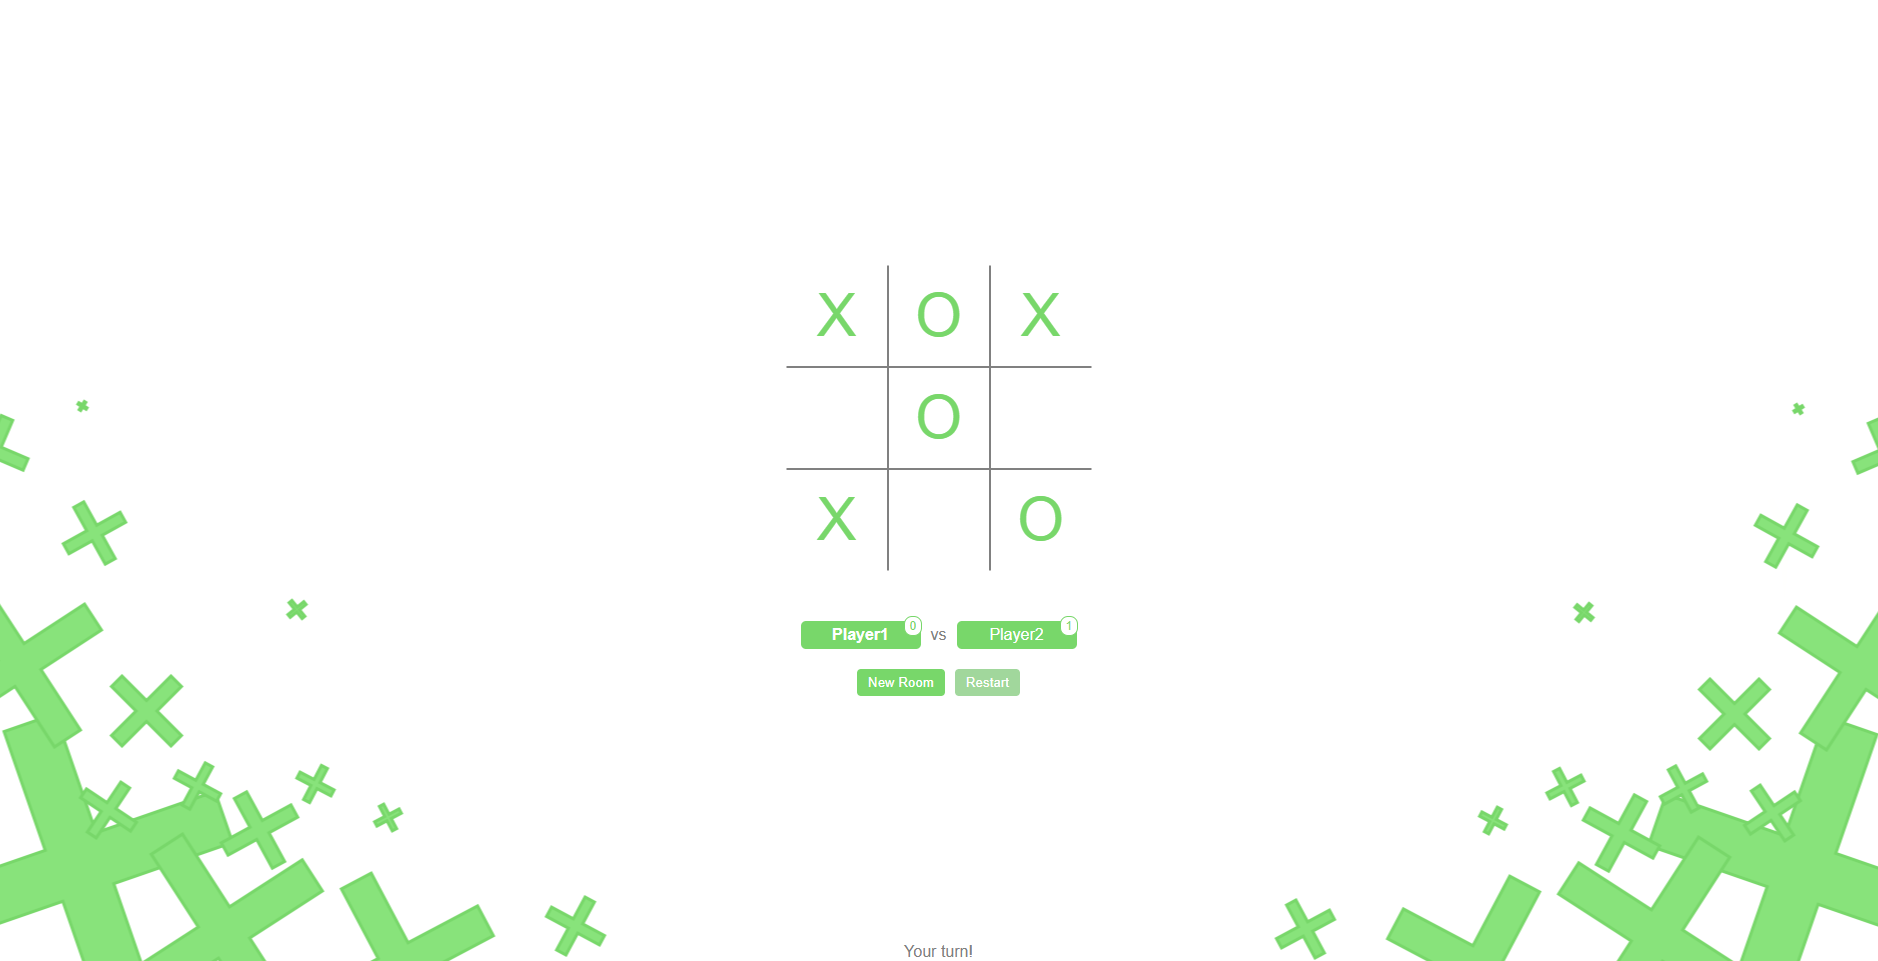 X O X
O
X O
Player1 0 vs Player2 1
New Room Restart
Your turn!